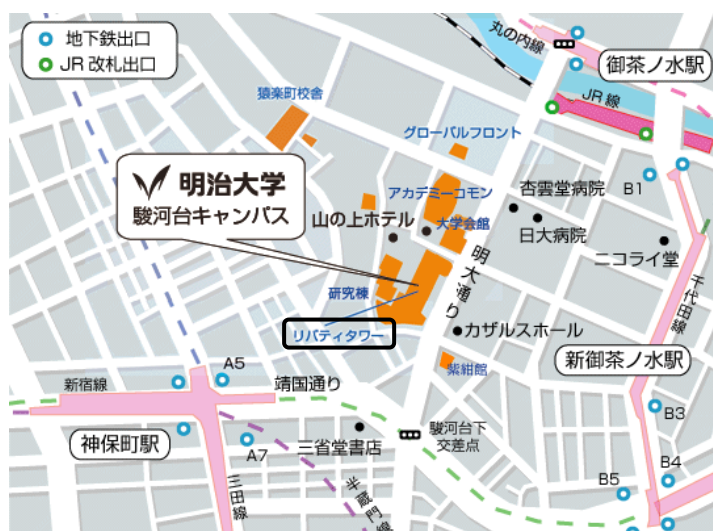 地下鉄出口
JR 改札出口
丸の内線
御茶ノ水駅
JR 線
猿楽町校舎
グローバルフロント
明治大学
駿河台キャンパス
アカデミーコモン
杏雲堂病院
B1
山の上ホテル
大学会館
日大病院
ニコライ堂
明大通り
千代田線
研究棟
リバティタワー
カザルスホール
紫紺館
新御茶ノ水駅
A5
新宿線
靖国通り
B3
神保町駅
A7
三省堂書店
駿河台下
交差点
B4
B5
三田線
半蔵門線